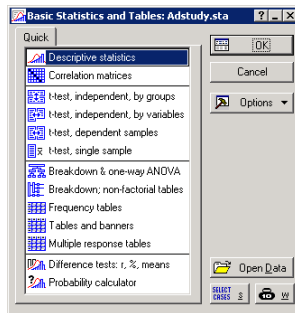 Basic Statistics and Tables: Adstudy.sta
Quick
Descriptive statistics
Correlation matrices
t-test, independent, by groups
t-test, independent, by variables
t-test, dependent samples
t-test, single sample
Breakdown & one-way ANOVA
Breakdown; non-factorial tables
Frequency tables
Tables and banners
Multiple response tables
Difference tests: r, %, means
Probability calculator
OK
Cancel
Options
Open Data
SELECT CASES S
W